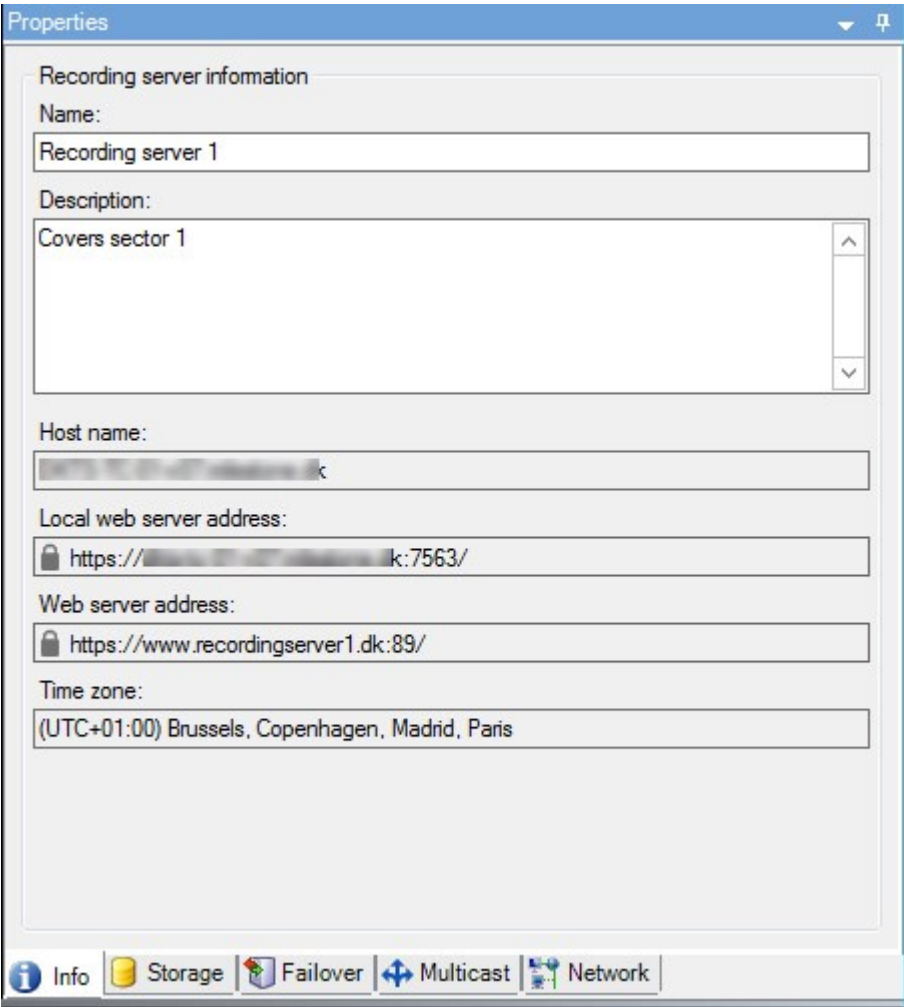 Properties
Recording server information
Name:
Recording server 1
Description:
Covers sector 1
Host name:
Local web server address:
https:// k:7563/
Web server address:
https://www.recordingserver1.dk:89/
Time zone:
(UTC+01:00) Brussels, Copenhagen, Madrid, Paris
Info Storage Failover Multicast Network